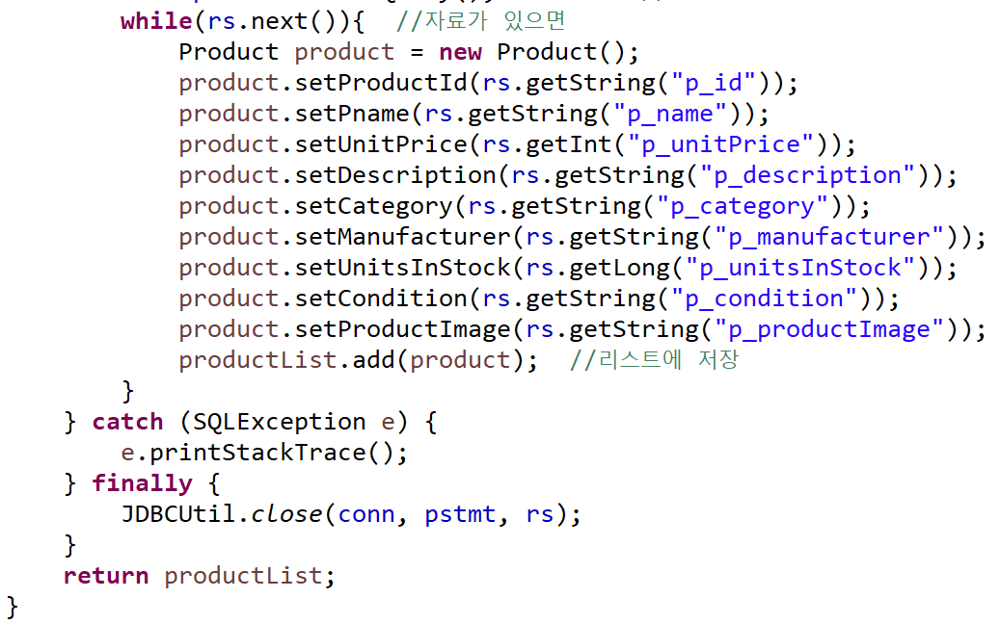 while(rs.next()){ //자료가 있으면
Product product = new Product();
product.setProductId(rs.getString("p_id"));
product.setPname(rs.getString("p_name"));
product.setUnitPrice(rs.getInt("p_unitPrice"));
product.setDescription(rs.getString("p_description"));
product.setCategory(rs.getString("p_category"));
product.setManufacturer(rs.getString("p_manufacturer"));
product.setUnitsInStock(rs.getLong("p_unitsInStock"));
product.setCondition(rs.getString("p_condition"));
product.setProductImage(rs.getString("p_productImage"));
productList.add(product); //리스트에 저장
}
} catch (SQLException e) {
e.printStackTrace();
} finally {
JDBCUtil.close(conn, pstmt, rs);
}
return productList;
}